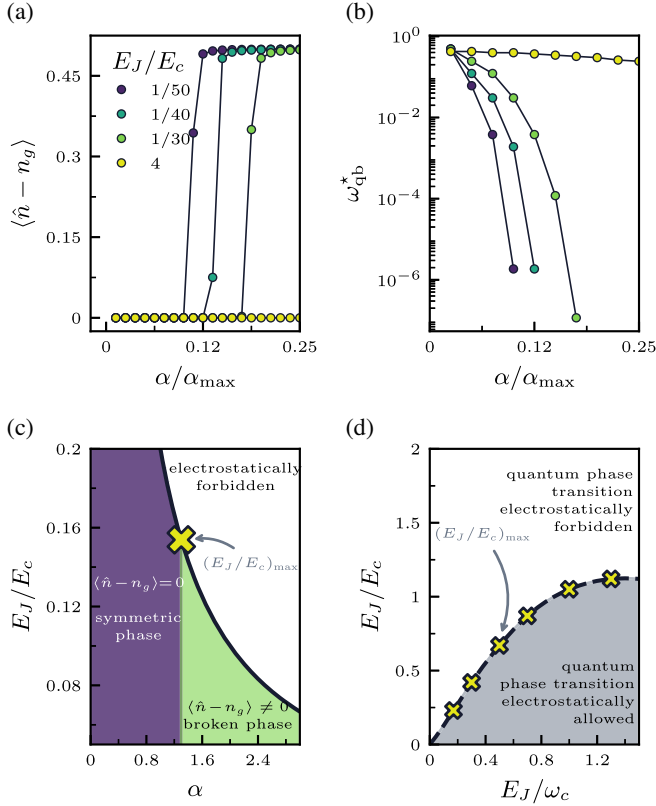 (a)
(b)
0.45
0.3
0.15
0
⟨n̂ − n_g⟩
E_J/E_c
1/50
1/40
1/30
4
0
0.12
0.25
α/α_max
10^0
10^−2
10^−4
10^−6
ω*_qb
0
0.12
0.25
α/α_max
(c)
(d)
0.2
0.16
0.12
0.08
E_J/E_c
electrostatically
forbidden
(E_J/E_c)_max
⟨n̂ − n_g⟩=0
symmetric
phase
⟨n̂ − n_g⟩ ≠ 0
broken phase
0
0.8
1.6
2.4
α
2
1.5
1
0.5
0
E_J/E_c
quantum phase
transition
electrostatically
forbidden
(E_J/E_c)_max
quantum
phase transition
electrostatically
allowed
0
0.4
0.8
1.2
E_J/ω_c